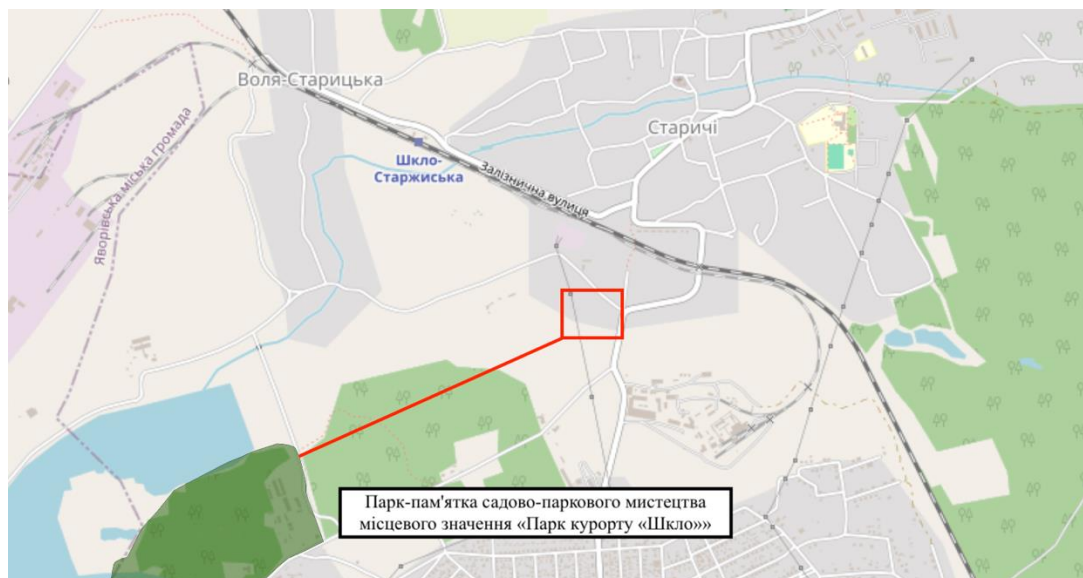 Воля-Старицька
Старичі
Шкло-
Старжиська
Залізнична вулиця
Яворівська міська громада
Парк-пам'ятка садово-паркового мистецтва
місцевого значення «Парк курорту «Шкло»»